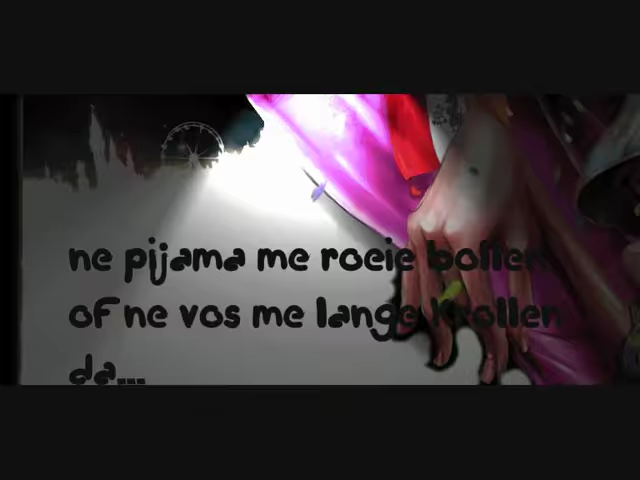 ne pijama me roeie bollen
of ne vos me lange krollen
da...